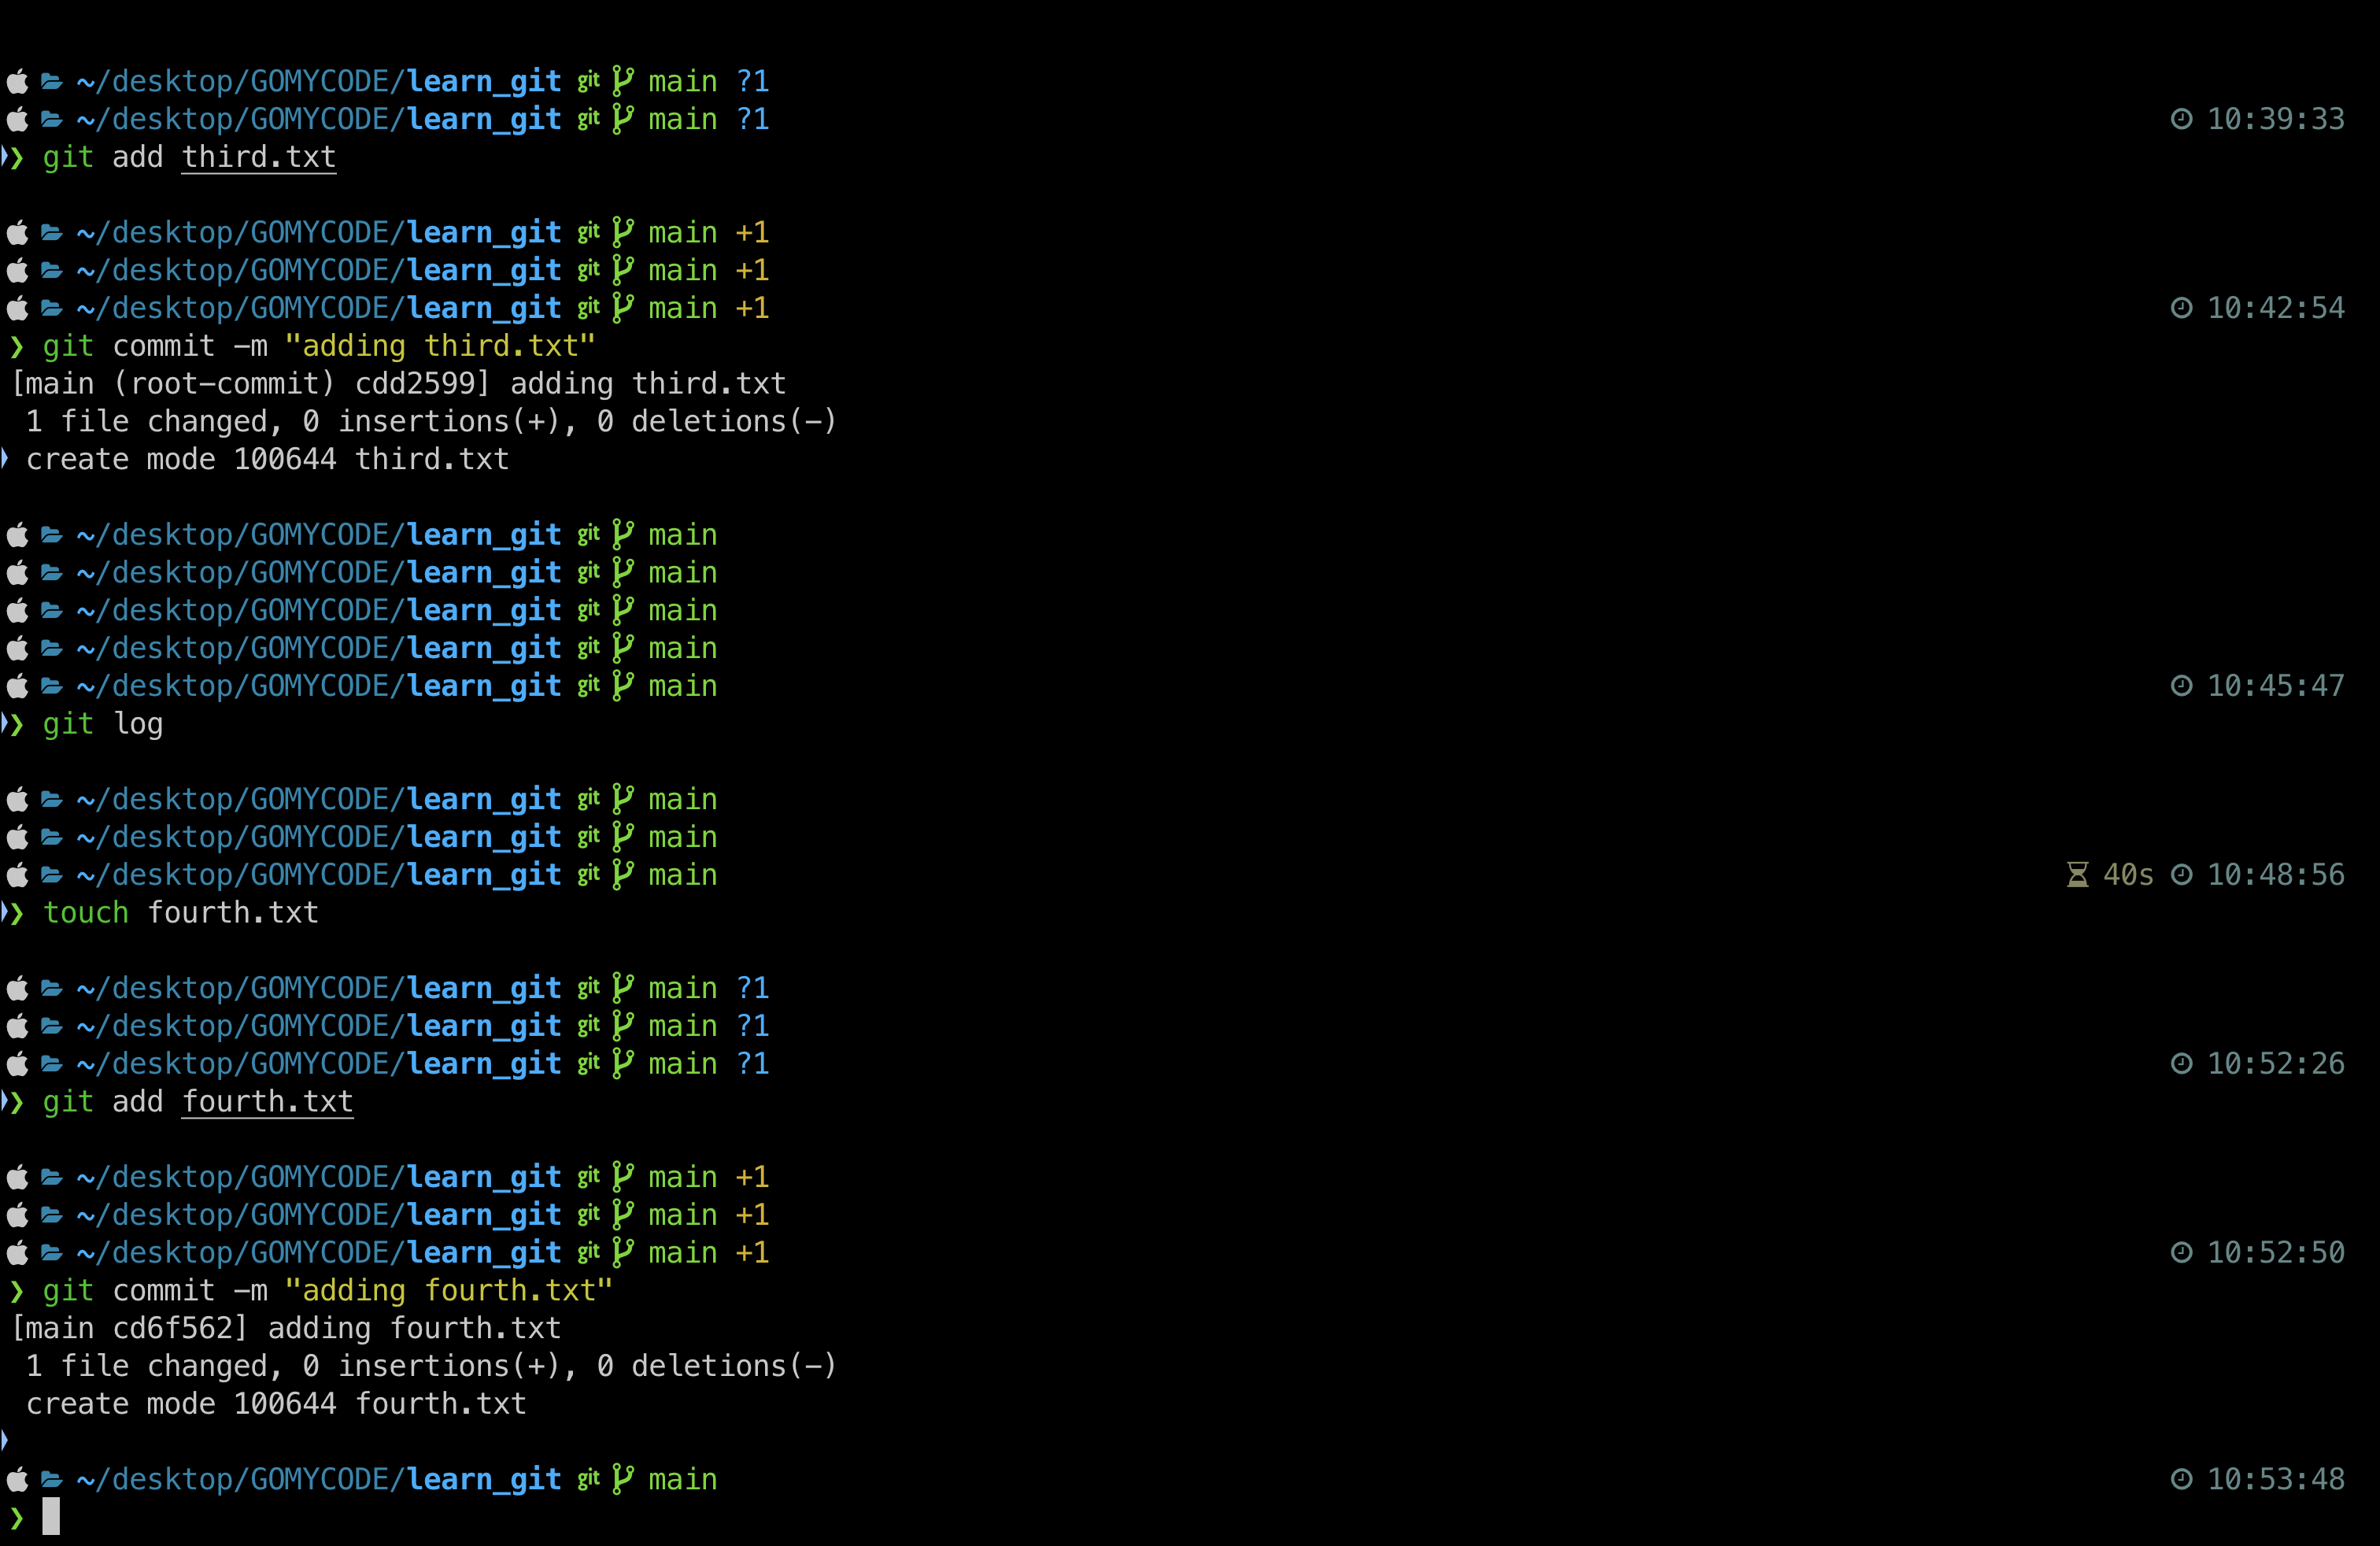 ~/desktop/GOMYCODE/learn_git git main ?1
~/desktop/GOMYCODE/learn_git git main ?1 10:39:33
❯ git add third.txt
~/desktop/GOMYCODE/learn_git git main +1
~/desktop/GOMYCODE/learn_git git main +1
~/desktop/GOMYCODE/learn_git git main +1 10:42:54
❯ git commit -m "adding third.txt"
[main (root-commit) cdd2599] adding third.txt
1 file changed, 0 insertions(+), 0 deletions(-)
create mode 100644 third.txt
~/desktop/GOMYCODE/learn_git git main
~/desktop/GOMYCODE/learn_git git main
~/desktop/GOMYCODE/learn_git git main
~/desktop/GOMYCODE/learn_git git main
~/desktop/GOMYCODE/learn_git git main 10:45:47
❯ git log
~/desktop/GOMYCODE/learn_git git main
~/desktop/GOMYCODE/learn_git git main
~/desktop/GOMYCODE/learn_git git main 40s 10:48:56
❯ touch fourth.txt
~/desktop/GOMYCODE/learn_git git main ?1
~/desktop/GOMYCODE/learn_git git main ?1
~/desktop/GOMYCODE/learn_git git main ?1 10:52:26
❯ git add fourth.txt
~/desktop/GOMYCODE/learn_git git main +1
~/desktop/GOMYCODE/learn_git git main +1
~/desktop/GOMYCODE/learn_git git main +1 10:52:50
❯ git commit -m "adding fourth.txt"
[main cd6f562] adding fourth.txt
1 file changed, 0 insertions(+), 0 deletions(-)
create mode 100644 fourth.txt
~/desktop/GOMYCODE/learn_git git main 10:53:48
❯